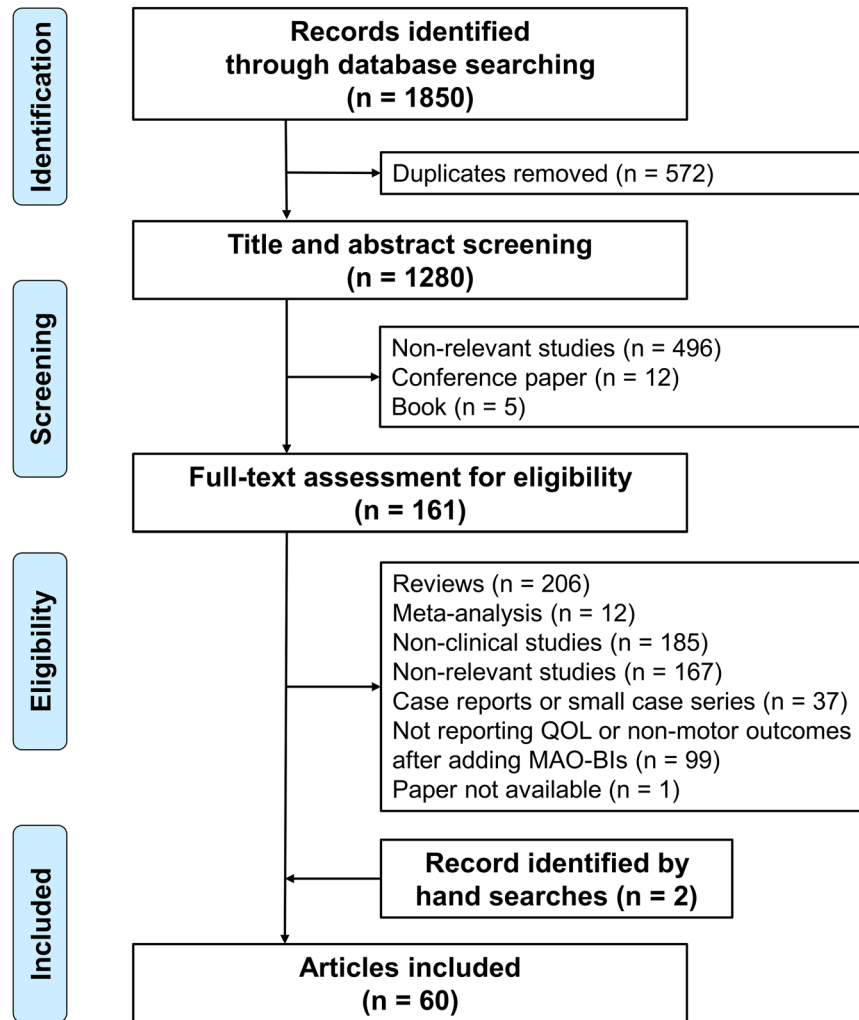 Identification
Records identified
through database searching
(n = 1850)
Duplicates removed (n = 572)
Title and abstract screening
(n = 1280)
Screening
Non-relevant studies (n = 496)
Conference paper (n = 12)
Book (n = 5)
Full-text assessment for eligibility
(n = 161)
Eligibility
Reviews (n = 206)
Meta-analysis (n = 12)
Non-clinical studies (n = 185)
Non-relevant studies (n = 167)
Case reports or small case series (n = 37)
Not reporting QOL or non-motor outcomes
after adding MAO-BIs (n = 99)
Paper not available (n = 1)
Included
Record identified by
hand searches (n = 2)
Articles included
(n = 60)